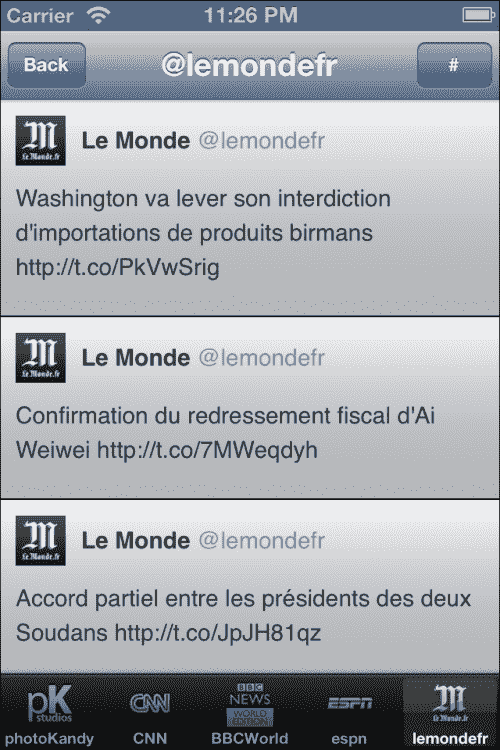 Carrier 11:26 PM
Back @lemondefr #
M
Le Monde.fr
Le Monde @lemondefr
Washington va lever son interdiction
d'importations de produits birmans
http://t.co/PkVwSrig
M
Le Monde.fr
Le Monde @lemondefr
Confirmation du redressement fiscal d'Ai
Weiwei http://t.co/7MWeqdyh
M
Le Monde.fr
Le Monde @lemondefr
Accord partiel entre les présidents des deux
Soudans http://t.co/JpJH81qz
pK studios
CNN
BBC NEWS WORLD EDITION
ESPN
M Le Monde.fr
photoKandy CNN BBCWorld espn lemondefr